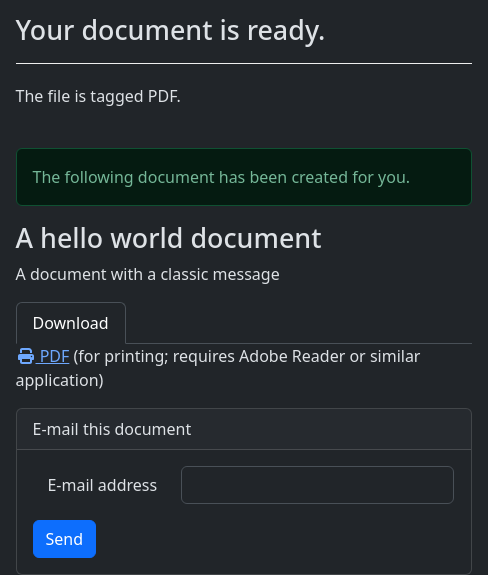 Your document is ready.
The file is tagged PDF.
The following document has been created for you.
A hello world document
A document with a classic message
Download
PDF (for printing; requires Adobe Reader or similar
application)
E-mail this document
E-mail address
Send